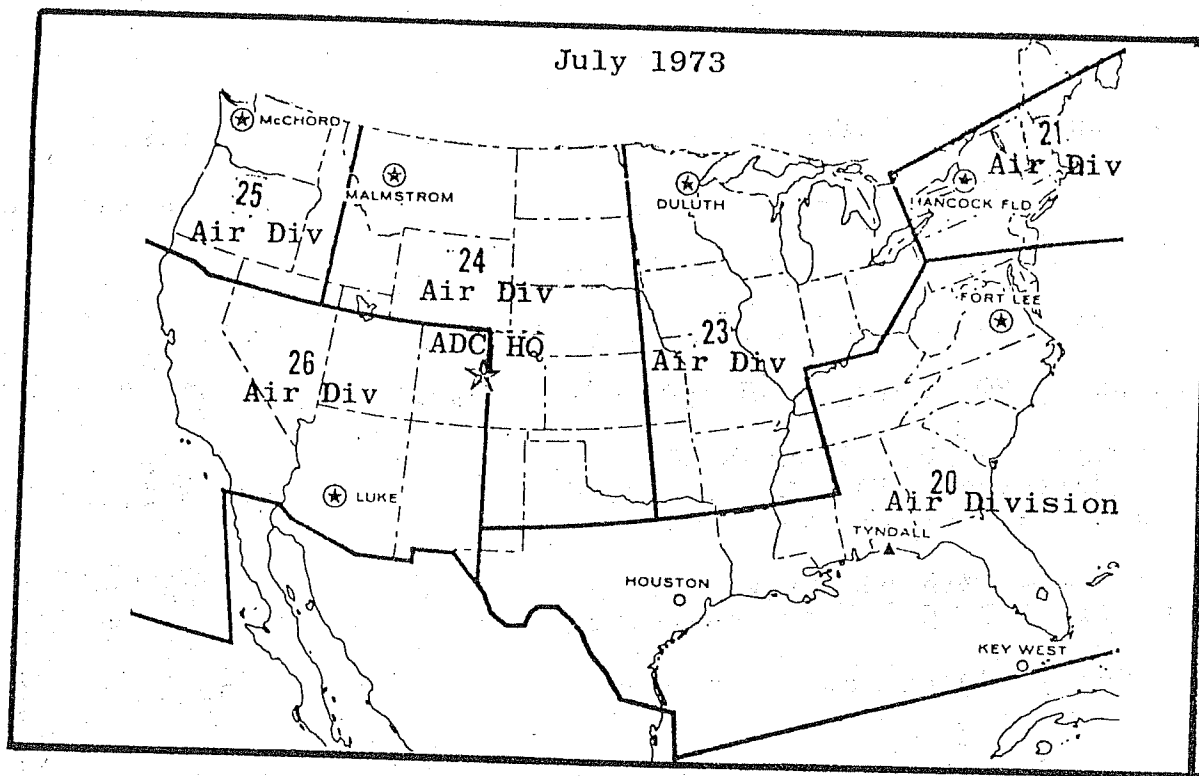 July 1973
McCHORD
MALMSTROM
DULUTH
21
Air Div
HANCOCK FLD
25
Air Div
24
Air Div
FORT LEE
ADC HQ
23
Air Div
26
Air Div
LUKE
20
Air Division
TYNDALL
HOUSTON
KEY WEST